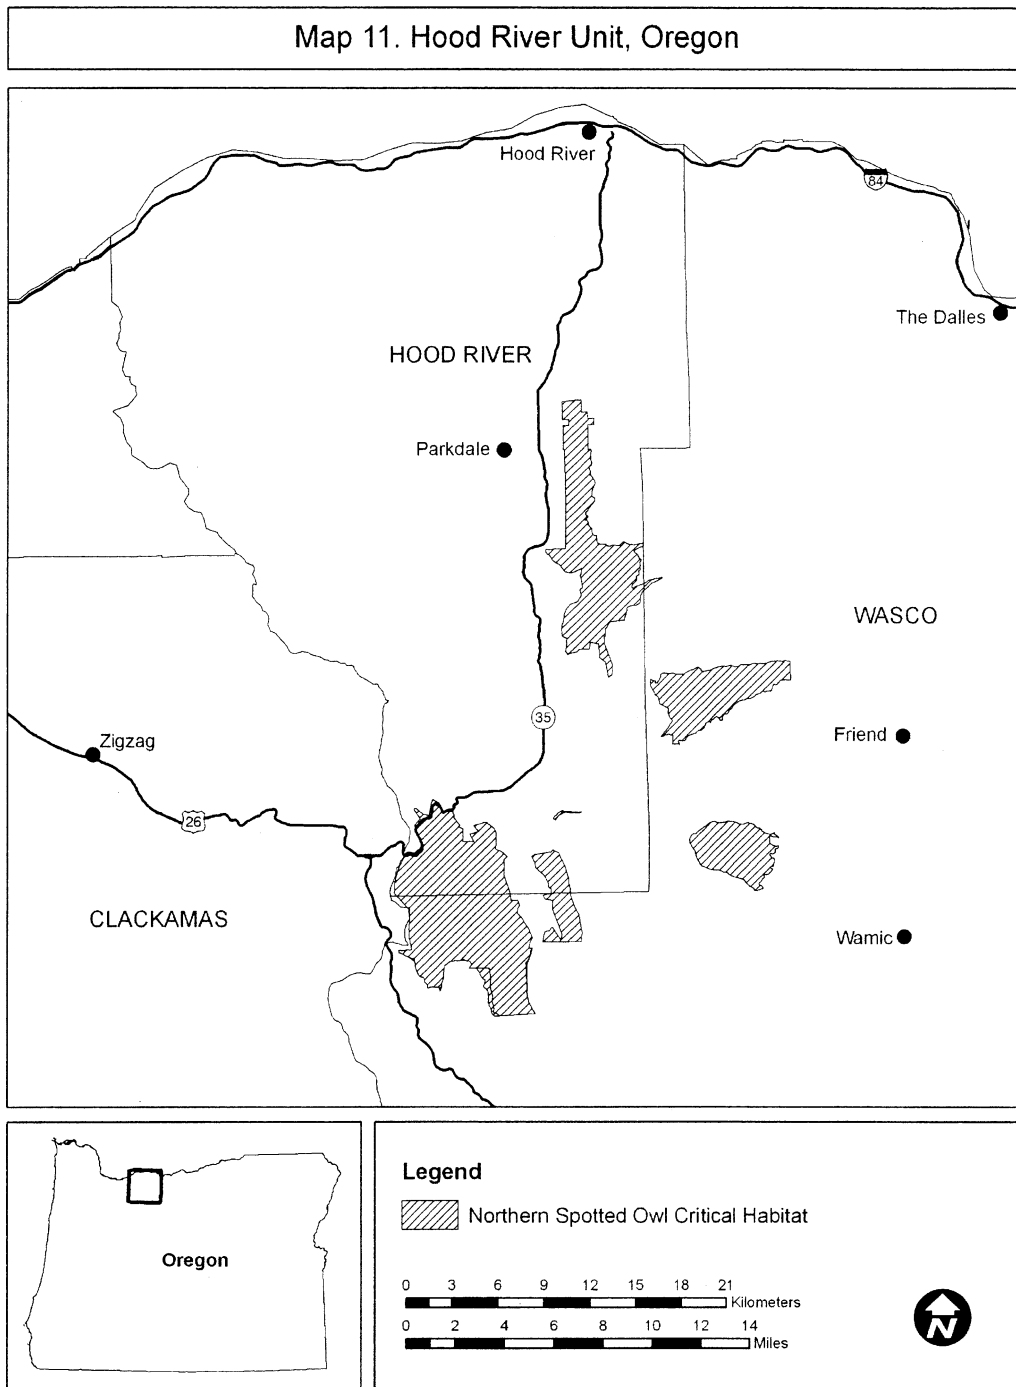 Map 11. Hood River Unit, Oregon
Hood River
84
The Dalles
HOOD RIVER
Parkdale
WASCO
35
Friend
Zigzag
26
CLACKAMAS
Wamic
Oregon
Legend
Northern Spotted Owl Critical Habitat
0 3 6 9 12 15 18 21
Kilometers
0 2 4 6 8 10 12 14
Miles
N